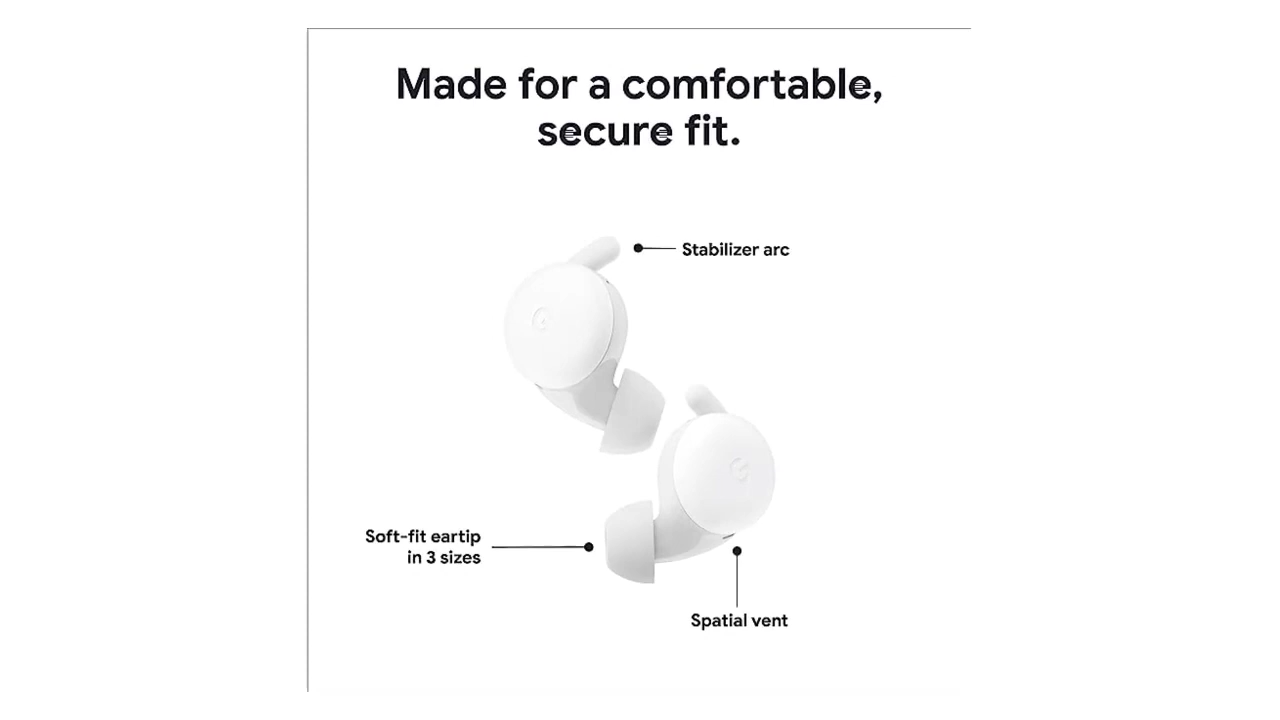 Made for a comfortable,
secure fit.
Stabilizer arc
Soft-fit eartip
in 3 sizes
Spatial vent